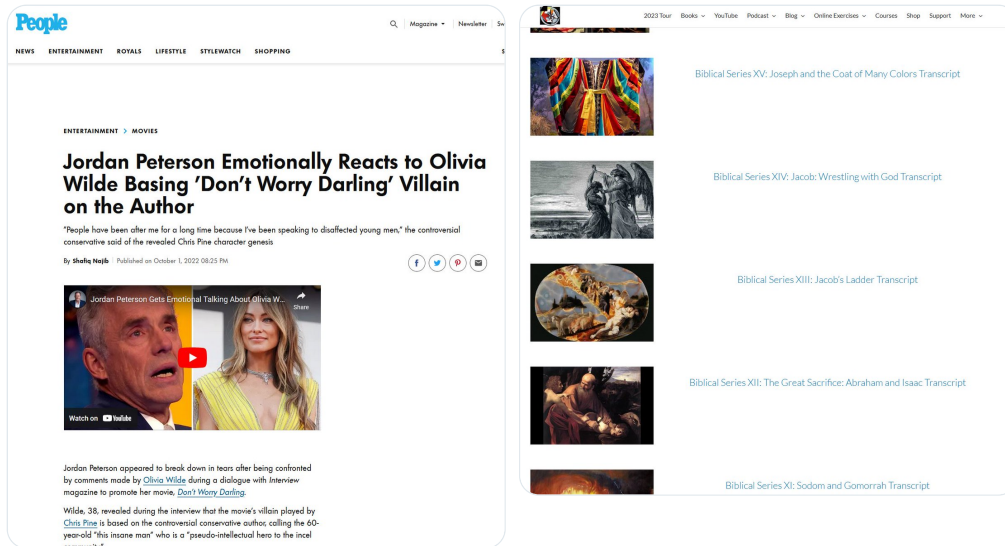 People
Magazine
Newsletter
NEWS ENTERTAINMENT ROYALS LIFESTYLE STYLEWATCH SHOPPING
ENTERTAINMENT > MOVIES
Jordan Peterson Emotionally Reacts to Olivia
Wilde Basing 'Don't Worry Darling' Villain
on the Author
"People have been after me for a long time because I've been speaking to disaffected young men," the controversial
conservative said of the revealed Chris Pine character genesis
By Shafiq Najib | Published on October 1, 2022 08:25 PM
Jordan Peterson Gets Emotional Talking About Olivia W...
Share
Watch on YouTube
Jordan Peterson appeared to break down in tears after being confronted
by comments made by Olivia Wilde during a dialogue with Interview
magazine to promote her movie, Don't Worry Darling.
Wilde, 38, revealed during the interview that the movie's villain played by
Chris Pine is based on the controversial conservative author, calling the 60-
year-old "this insane man" who is a "pseudo-intellectual hero to the incel
2023 Tour Books YouTube Podcast Blog Online Exercises Courses Shop Support More
Biblical Series XV: Joseph and the Coat of Many Colors Transcript
Biblical Series XIV: Jacob: Wrestling with God Transcript
Biblical Series XIII: Jacob's Ladder Transcript
Biblical Series XII: The Great Sacrifice: Abraham and Isaac Transcript
Biblical Series XI: Sodom and Gomorrah Transcript